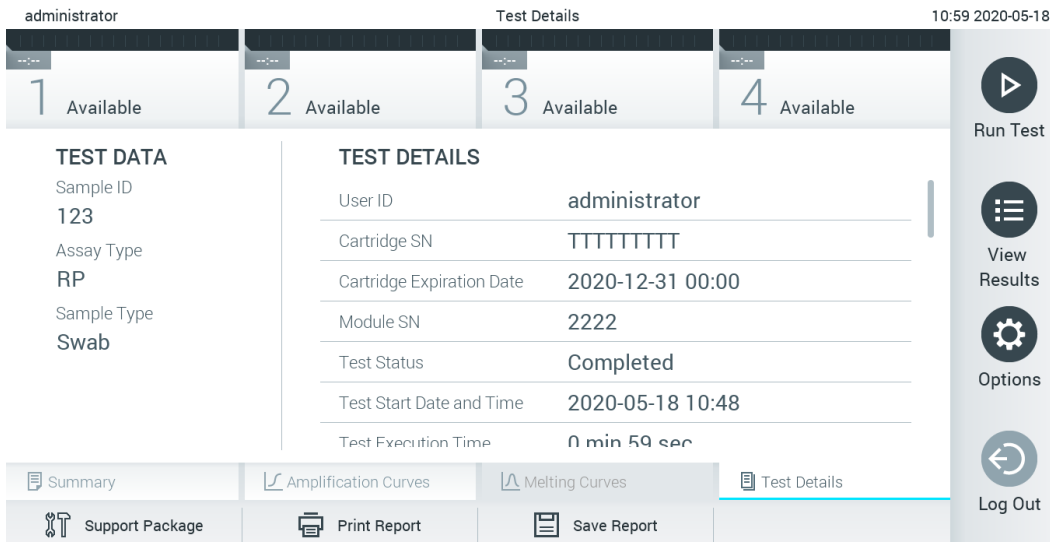 administrator
Test Details
10:59 2020-05-18
--:--
--:--
--:--
--:--
1 Available
2 Available
3 Available
4 Available
Run Test
View
Results
Options
Log Out
TEST DATA
Sample ID
123
Assay Type
RP
Sample Type
Swab
TEST DETAILS
User ID administrator
Cartridge SN TTTTTTTTT
Cartridge Expiration Date 2020-12-31 00:00
Module SN 2222
Test Status Completed
Test Start Date and Time 2020-05-18 10:48
Test Execution Time 0 min 59 sec
Summary
Amplification Curves
Melting Curves
Test Details
Support Package
Print Report
Save Report